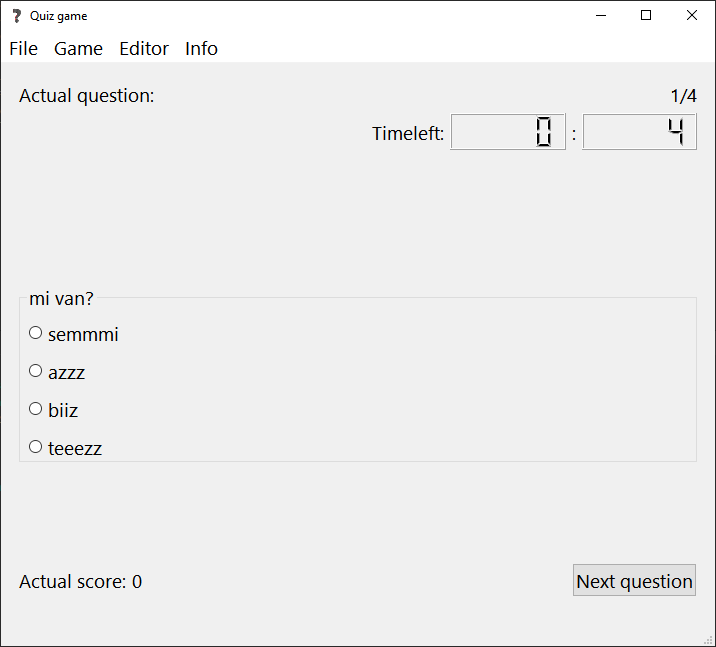 Quiz game
File Game Editor Info
Actual question: 1/4
Timeleft: 0 : 4
mi van?
semmmi
azzz
biiz
teeezz
Actual score: 0 Next question